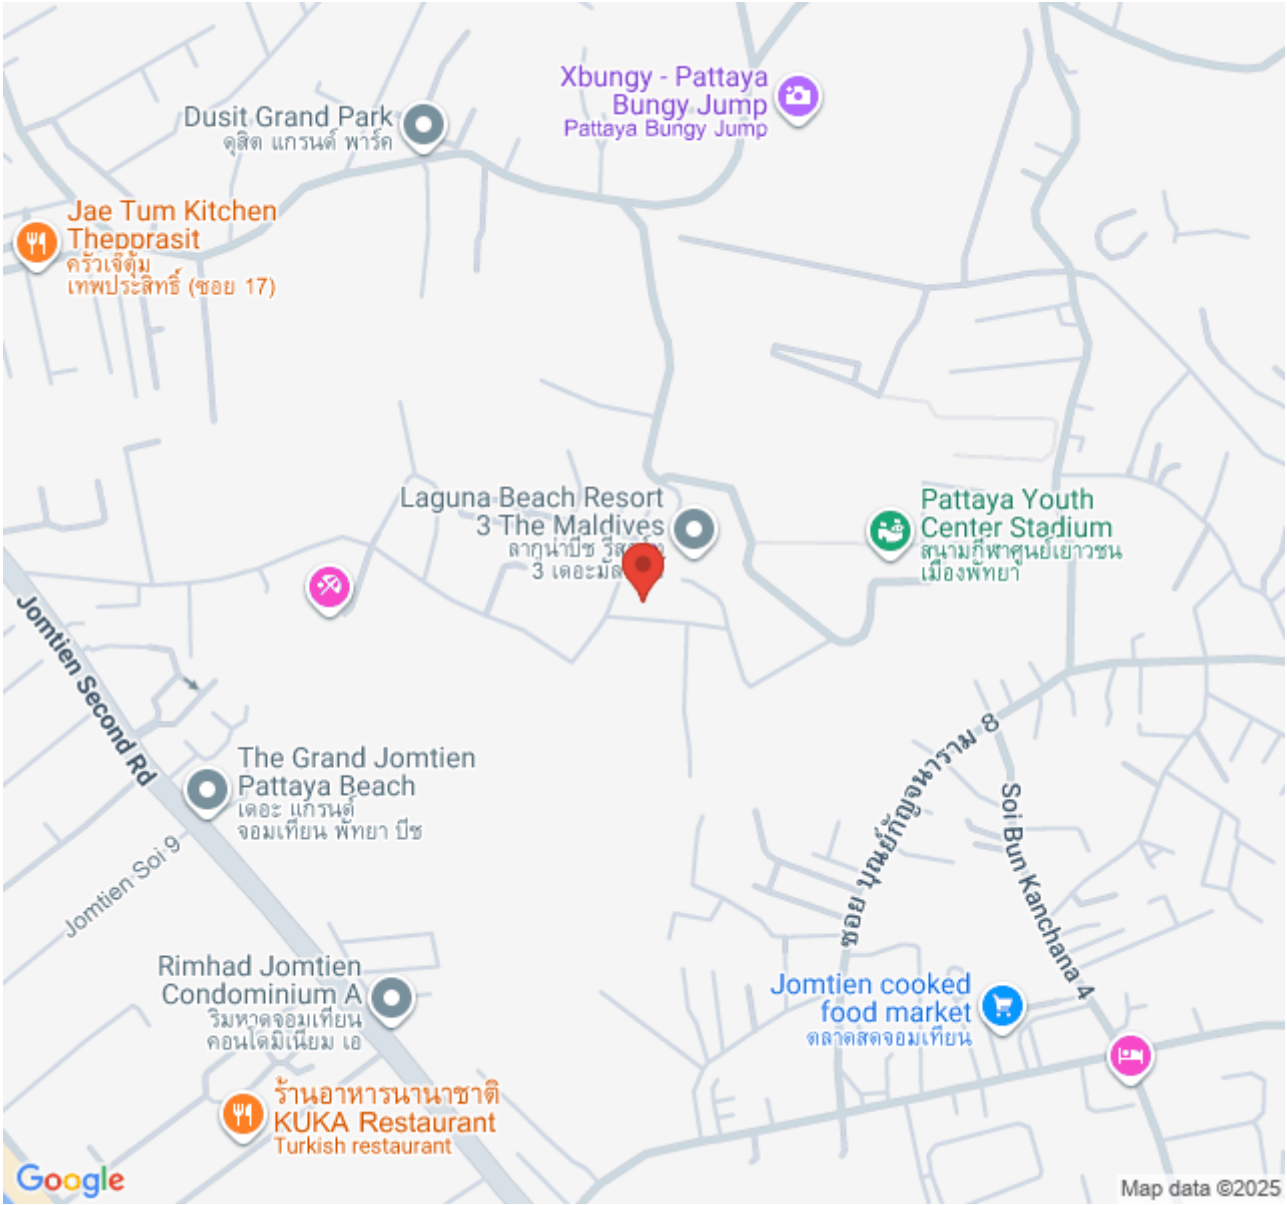 Xbungy - Pattaya
Bungy Jump
Pattaya Bungy Jump
Dusit Grand Park
ดุสิต แกรนด์ พาร์ค
Jae Tum Kitchen
Thepprasit
ครัวเจ๊ตุ้ม
เทพประสิทธิ์ (ซอย 17)
Laguna Beach Resort
3 The Maldives
ลากูน่าบีช
3
Pattaya Youth
Center Stadium
สนามกีฬาศูนย์เยาวชน
เมืองพัทยา
Jomtien Second Rd
The Grand Jomtien
Pattaya Beach
เดอะ แกรนด์
จอมเทียน พัทยา บีช
Jomtien Soi 9
ซอย บุณย์กัญจนาราม 8
Soi Bun Kanchana 4
Rimhad Jomtien
Condominium A
ริมหาดจอมเทียน
คอนโดมิเนียม เอ
Jomtien cooked
food market
ตลาดสดจอมเทียน
ร้านอาหารนานาชาติ
KUKA Restaurant
Turkish restaurant
Google
Map data ©2025